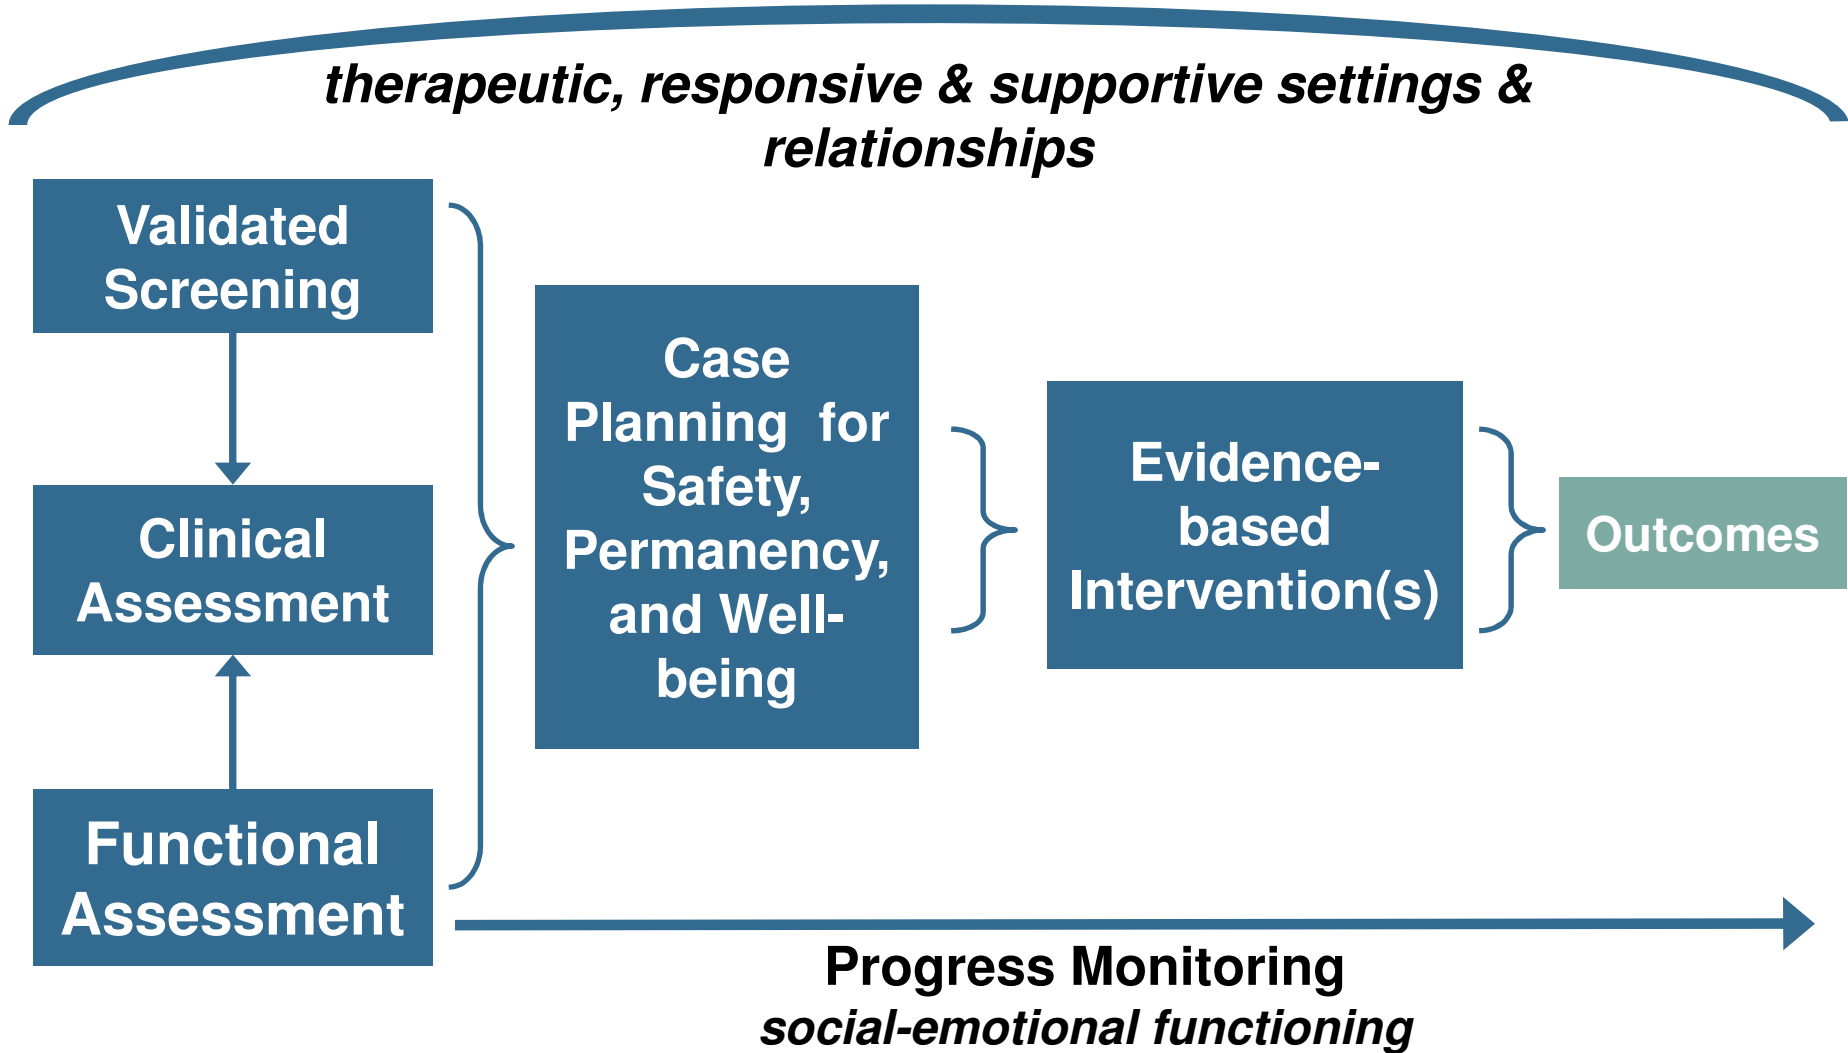 therapeutic, responsive & supportive settings &
relationships
Validated
Screening
Clinical
Assessment
Functional
Assessment
Case
Planning for
Safety,
Permanency,
and Well-
being
Evidence-
based
Intervention(s)
Outcomes
Progress Monitoring
social-emotional functioning